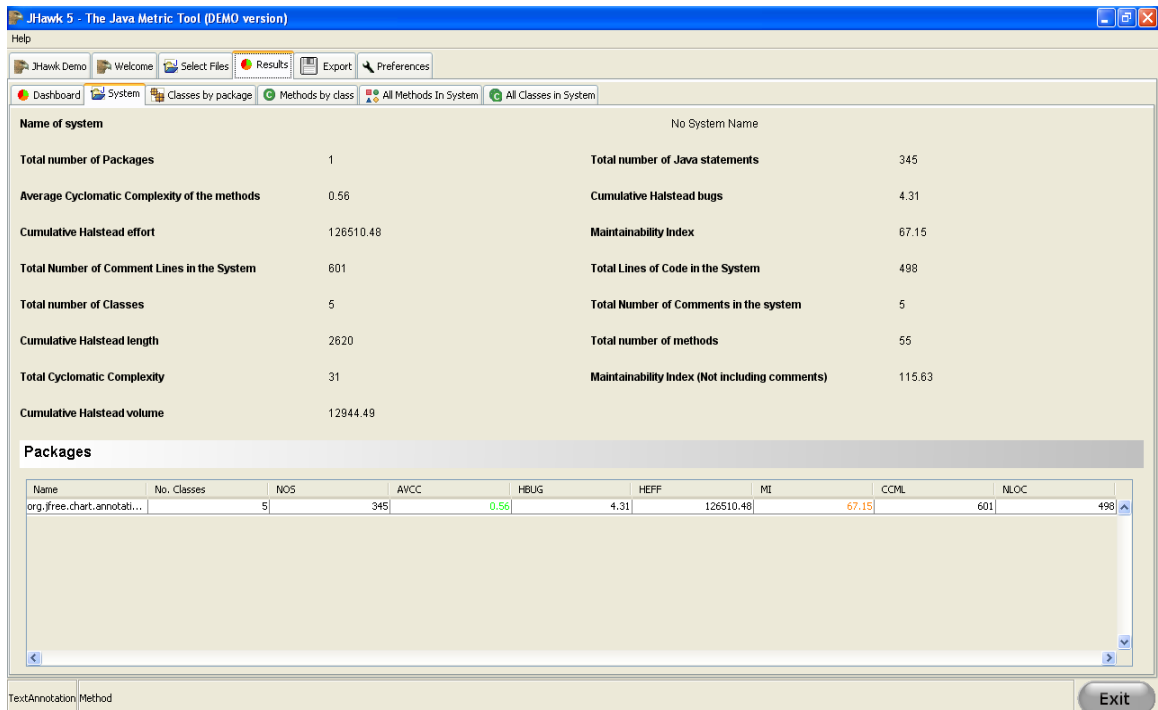 JHawk 5 - The Java Metric Tool (DEMO version)
Help
JHawk Demo Welcome Select Files Results Export Preferences
Dashboard System Classes by package Methods by class All Methods In System All Classes in System
Name of system No System Name
Total number of Packages 1 Total number of Java statements 345
Average Cyclomatic Complexity of the methods 0.56 Cumulative Halstead bugs 4.31
Cumulative Halstead effort 126510.48 Maintainability Index 67.15
Total Number of Comment Lines in the System 601 Total Lines of Code in the System 498
Total number of Classes 5 Total Number of Comments in the system 5
Cumulative Halstead length 2620 Total number of methods 55
Total Cyclomatic Complexity 31 Maintainability Index (Not including comments) 115.63
Cumulative Halstead volume 12944.49
Packages
Name No. Classes NOS AVCC HBUG HEFF MI CCML NLOC
org.jfree.chart.annotati... 5 345 0.56 4.31 126510.48 67.15 601 498
TextAnnotation Method Exit